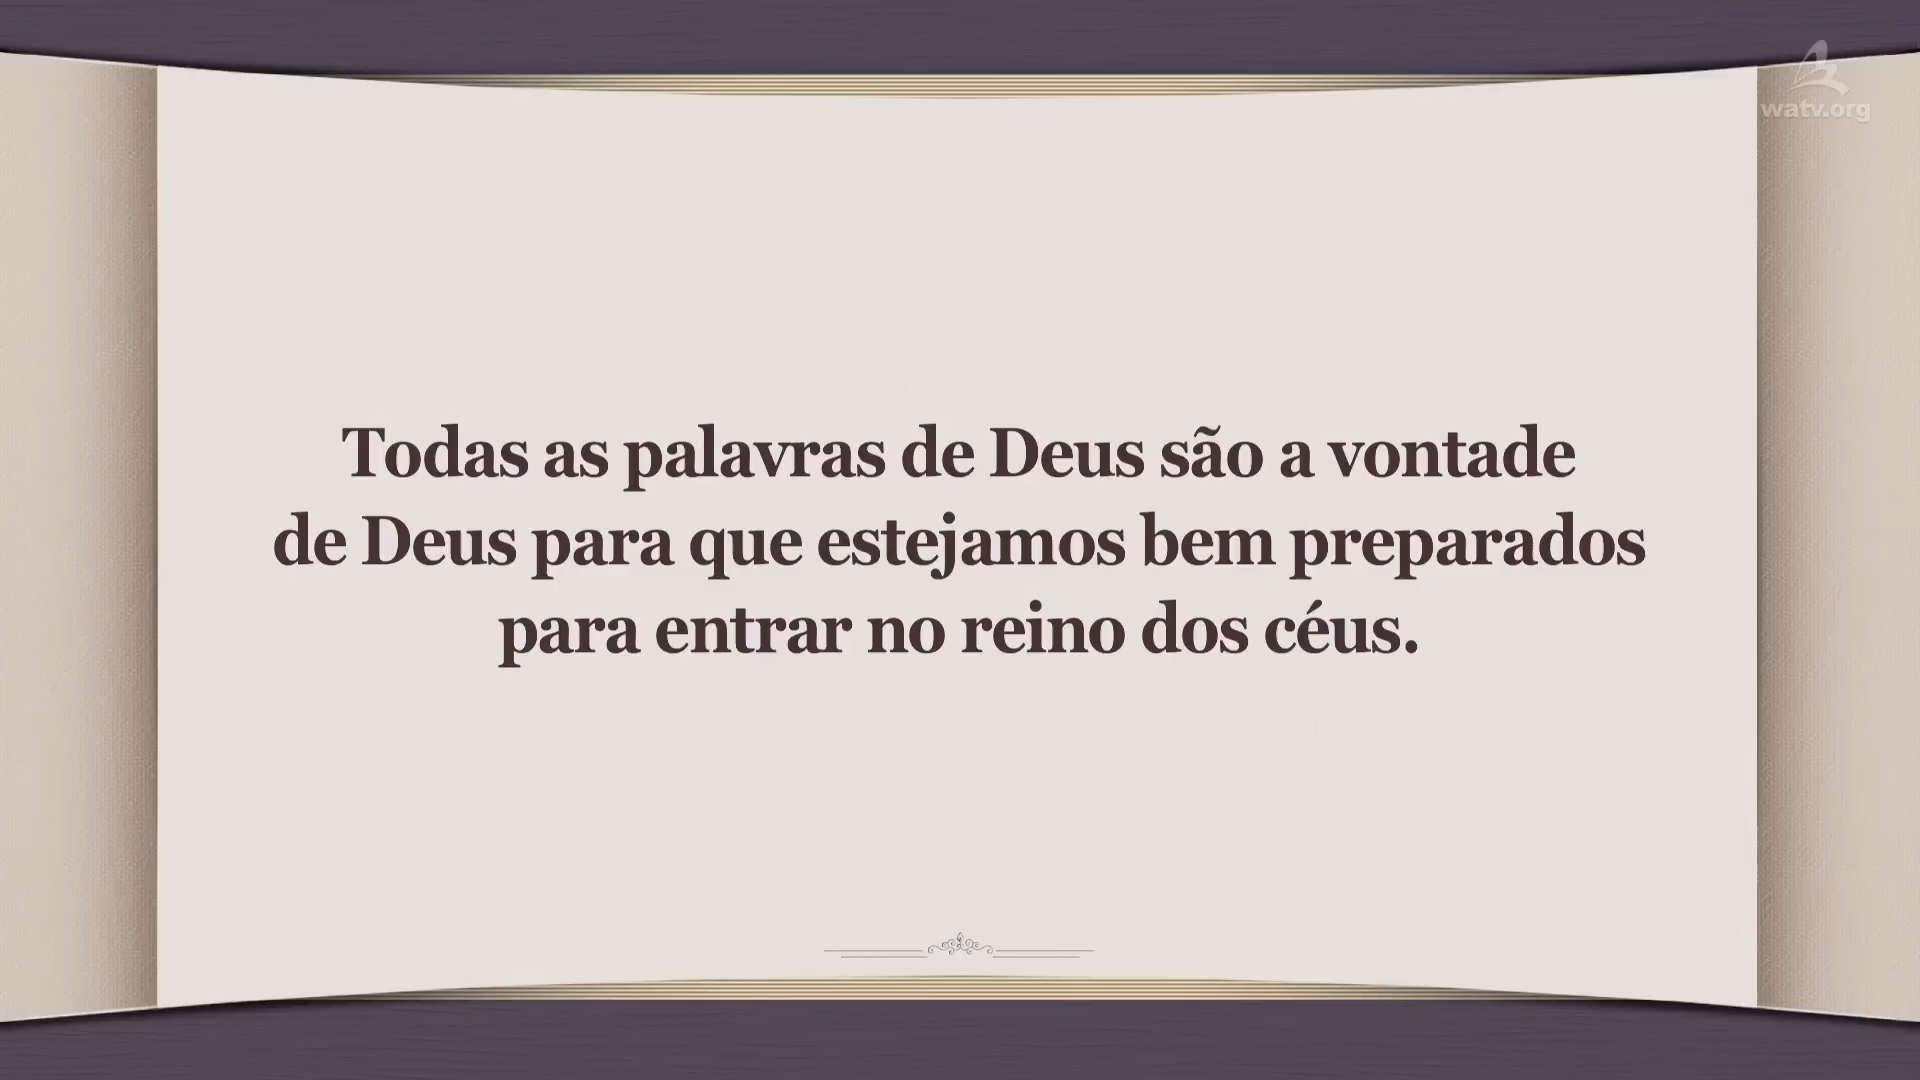 watv.org
Todas as palavras de Deus são a vontade
de Deus para que estejamos bem preparados
para entrar no reino dos céus.